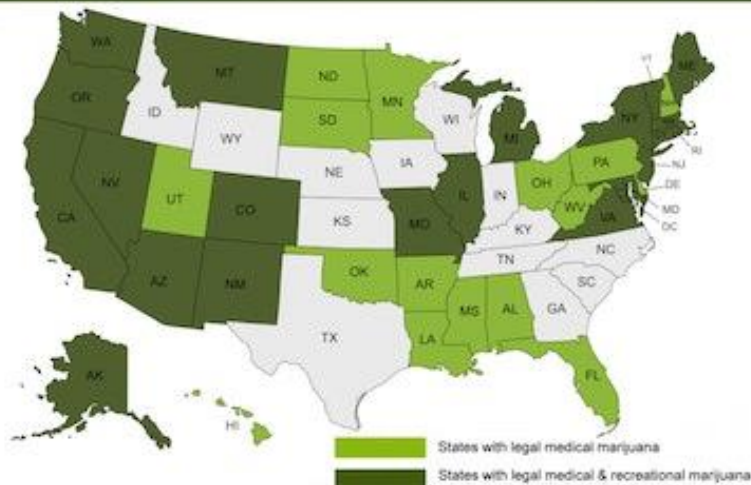 WA
MT
ND
MN
VT
ME
OR
ID
SD
WI
NY
WY
MI
RI
IA
PA
NJ
NE
NV
OH
IL
IN
DE
UT
WV
MD
CO
VA
DC
CA
KS
MO
KY
NC
TN
OK
AZ
NM
AR
SC
MS
AL
GA
TX
LA
AK
FL
HI
States with legal medical marijuana
States with legal medical & recreational marijuana